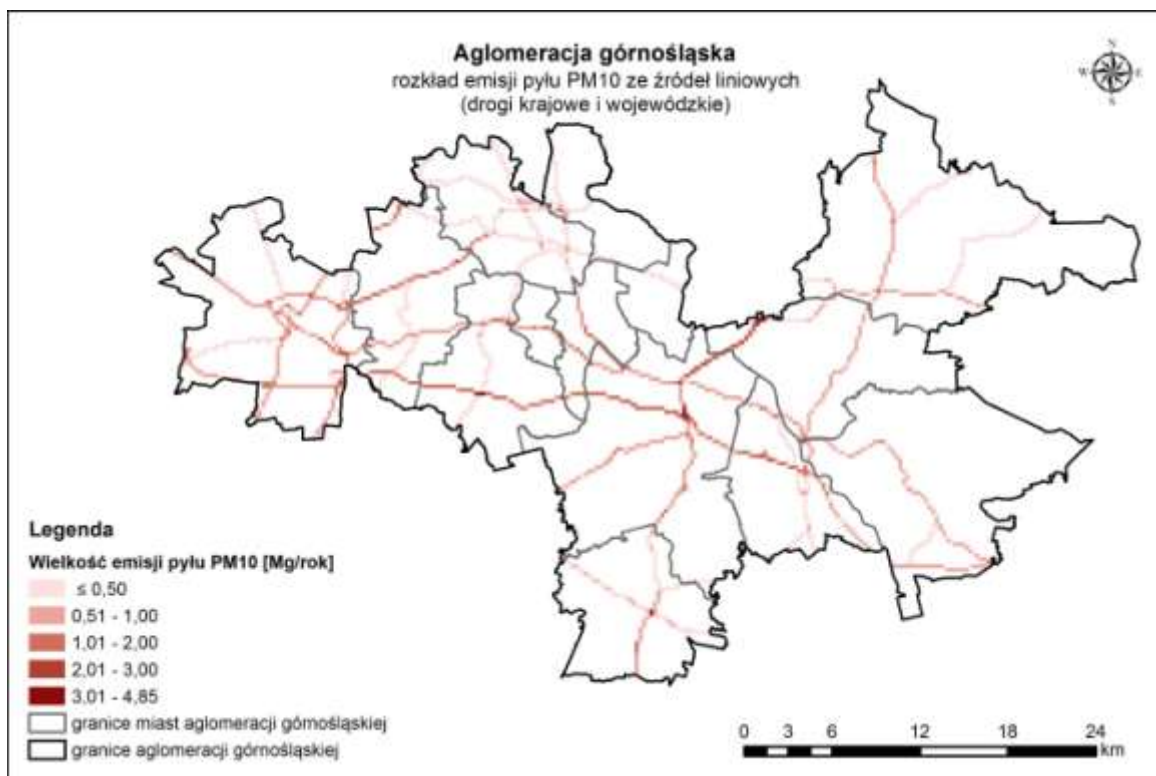 Aglomeracja górnośląska
rozkład emisji pyłu PM10 ze źródeł liniowych
(drogi krajowe i wojewódzkie)
N
W E
S
Legenda
Wielkość emisji pyłu PM10 [Mg/rok]
≤ 0,50
0,51 - 1,00
1,01 - 2,00
2,01 - 3,00
3,01 - 4,85
granice miast aglomeracji górnośląskiej
granice aglomeracji górnośląskiej
0 3 6 12 18 24
km